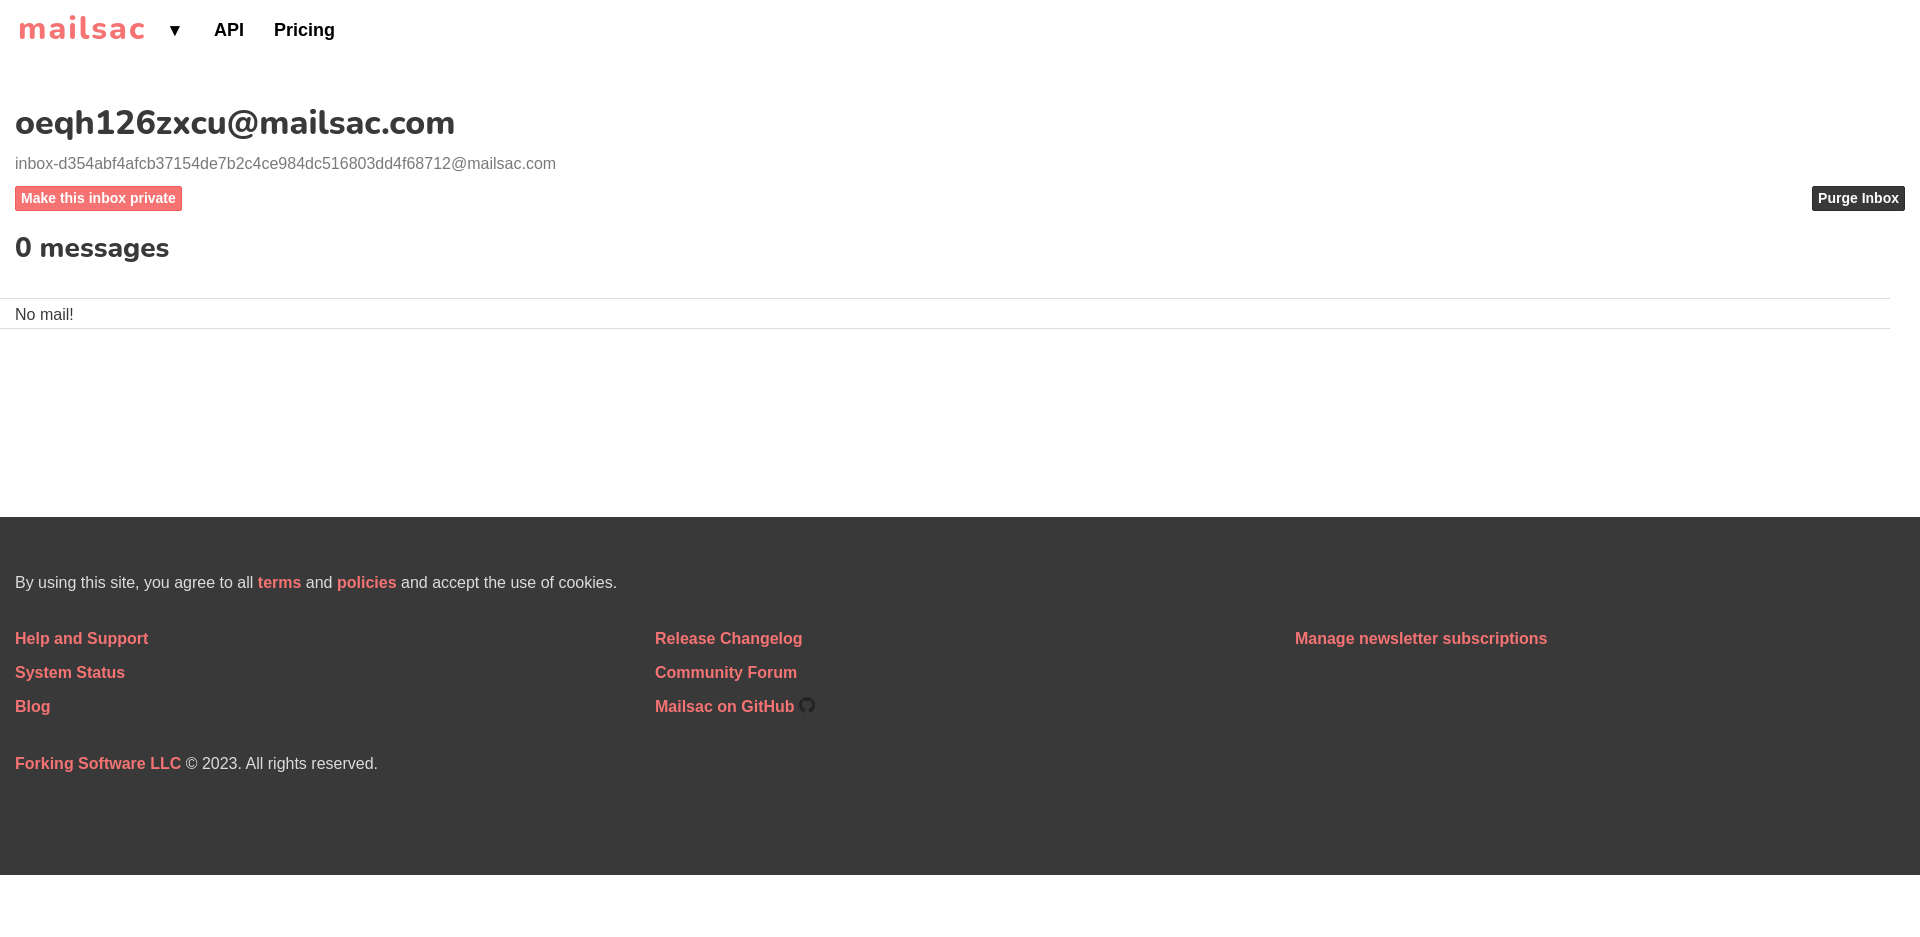 mailsac ▼ API Pricing
oeqh126zxcu@mailsac.com
inbox-d354abf4afcb37154de7b2c4ce984dc516803dd4f68712@mailsac.com
Make this inbox private Purge Inbox
0 messages
No mail!
By using this site, you agree to all terms and policies and accept the use of cookies.
Help and Support
System Status
Blog
Release Changelog
Community Forum
Mailsac on GitHub
Manage newsletter subscriptions
Forking Software LLC © 2023. All rights reserved.